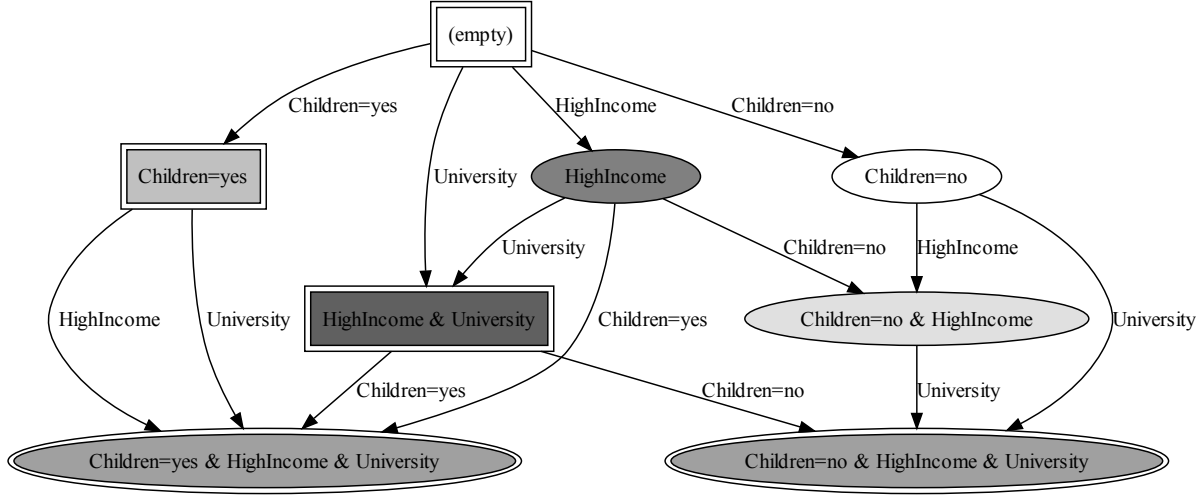 (empty)
Children=yes
HighIncome
Children=no
Children=yes
University
HighIncome
Children=no
University
Children=no
HighIncome
HighIncome
University
HighIncome & University
Children=yes
Children=no & HighIncome
University
Children=yes
Children=no
University
Children=yes & HighIncome & University
Children=no & HighIncome & University